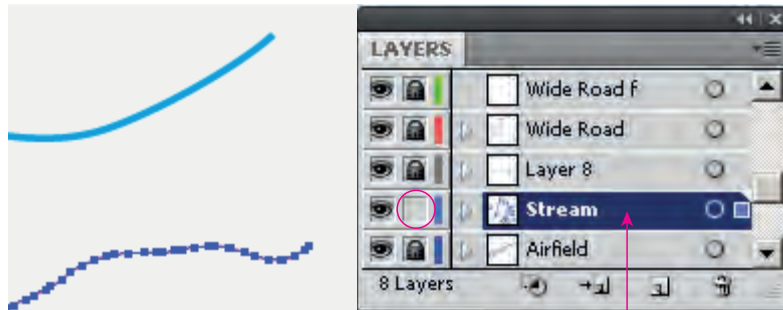 LAYERS
Wide Road f
Wide Road
Layer 8
Stream
Airfield
8 Layers